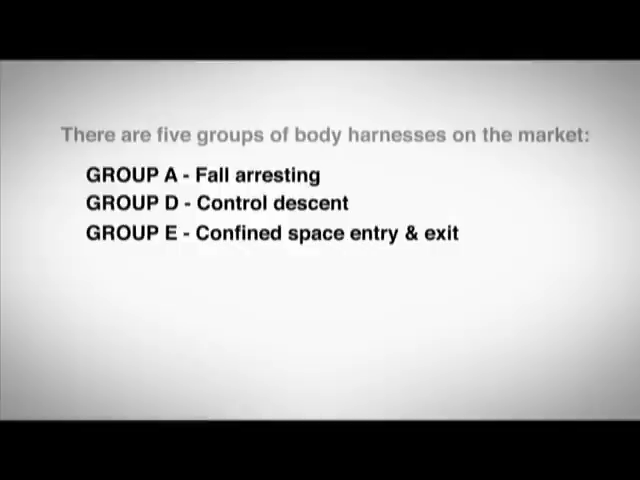 There are five groups of body harnesses on the market:
GROUP A - Fall arresting
GROUP D - Control descent
GROUP E - Confined space entry & exit